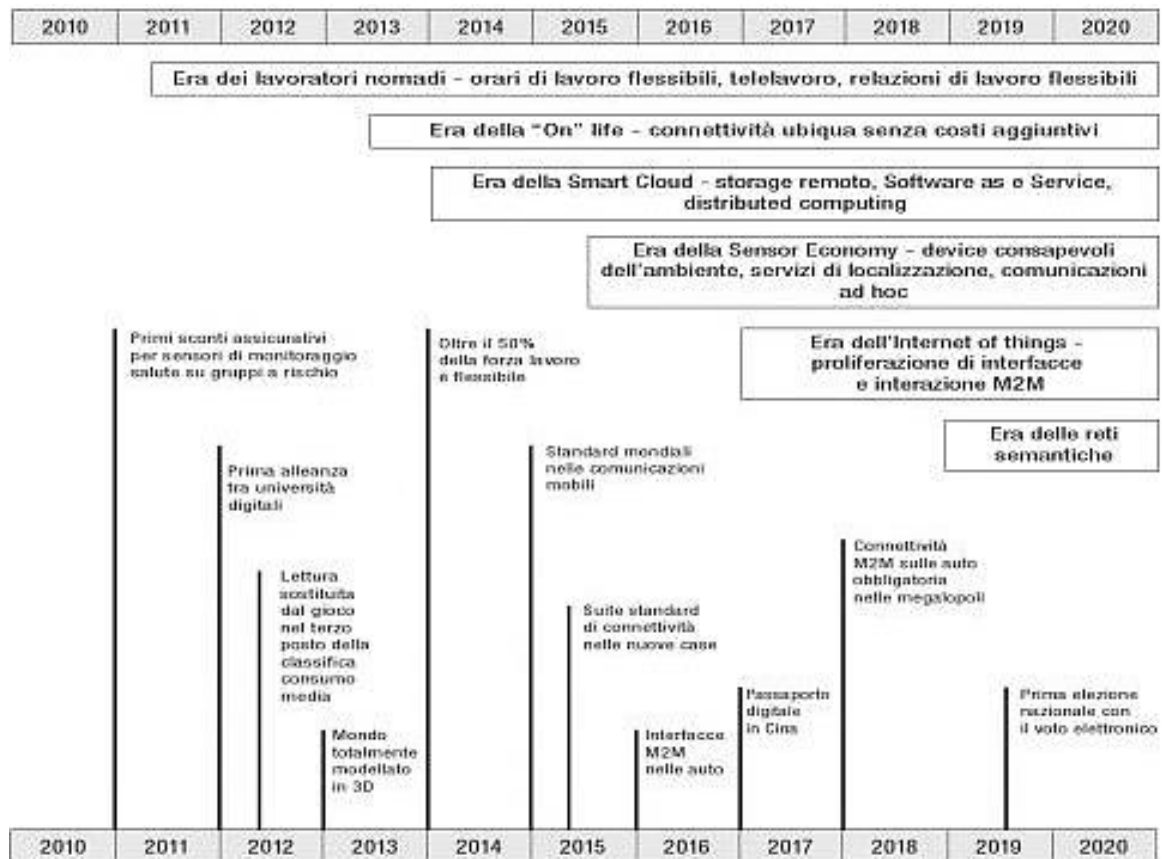 2010 2011 2012 2013 2014 2015 2016 2017 2018 2019 2020
Era dei lavoratori nomadi - orari di lavoro flessibili, telelavoro, relazioni di lavoro flessibili
Era della “On” life - connettività ubiqua senza costi aggiuntivi
Era della Smart Cloud - storage remoto, Software as e Service,
distributed computing
Era della Sensor Economy - device consapevoli
dell'ambiente, servizi di localizzazione, comunicazioni
ad hoc
Era dell'Internet of things -
proliferazione di interfacce
e interazione M2M
Era delle reti
semantiche
Primi sconti assicurativi
per sensori di monitoraggio
salute su gruppi a rischio
Oltre il 50%
della forza lavoro
è flessibile
Prima alleanza
tra università
digitali
Standard mondiali
nelle comunicazioni
mobili
Lettura
sostituita
dal gioco
nel terzo
posto della
classifica
consumo
media
Connettività
M2M sulle auto
obbligatoria
nelle megalopoli
Suite standard
di connettività
nelle nuove case
Mondo
totalmente
modellato
in 3D
Interfacce
M2M
nelle auto
Passaporto
digitale
in Cina
Prima elezione
nazionale con
il voto elettronico
2010 2011 2012 2013 2014 2015 2016 2017 2018 2019 2020